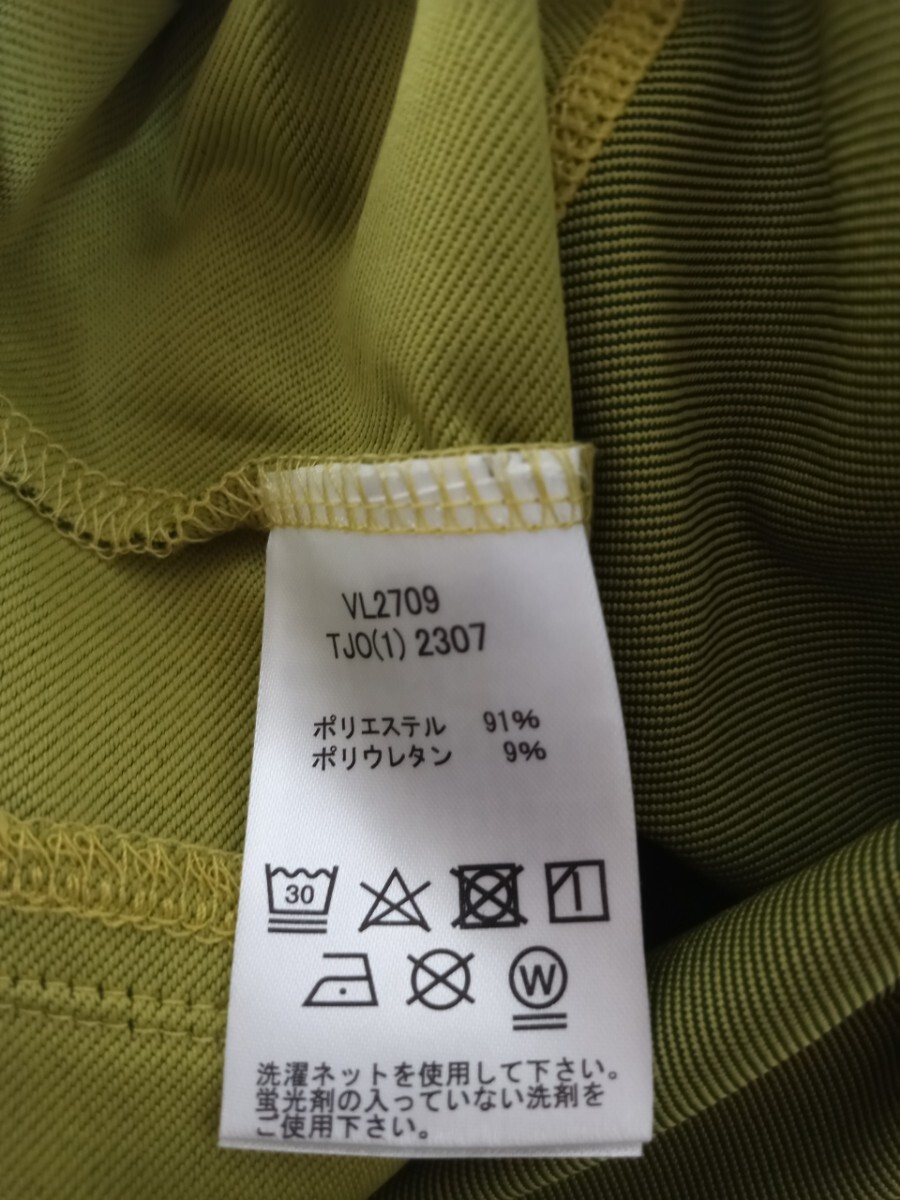 VL2709
TJO(1) 2307
ポリエステル 91%
ポリウレタン 9%
30
W
洗濯ネットを使用して下さい。
蛍光剤の入っていない洗剤を
ご使用下さい。